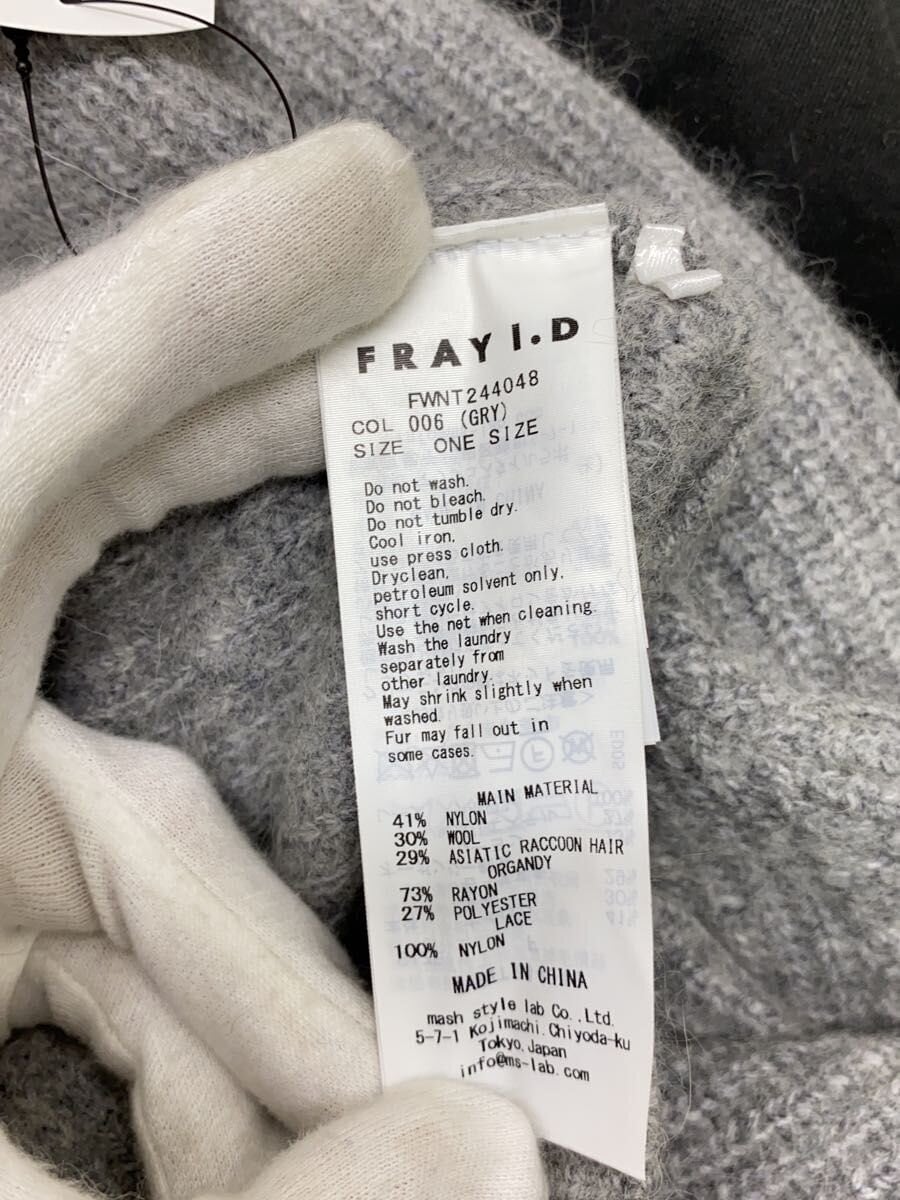 FRAY I.D
FWNT244048
COL 006 (GRY)
SIZE ONE SIZE
Do not wash.
Do not bleach.
Do not tumble dry.
Cool iron,
use press cloth.
Dryclean,
petroleum solvent only,
short cycle.
Use the net when cleaning.
Wash the laundry
separately from
other laundry.
May shrink slightly when
washed.
Fur may fall out in
some cases.
MAIN MATERIAL
41% NYLON
30% WOOL
29% ASIATIC RACCOON HAIR
ORGANDY
73% RAYON
27% POLYESTER
LACE
100% NYLON
MADE IN CHINA
mash style lab Co.,Ltd.
5-7-1 Kojimachi,Chiyoda-ku
Tokyo,Japan
info@ms-lab.com